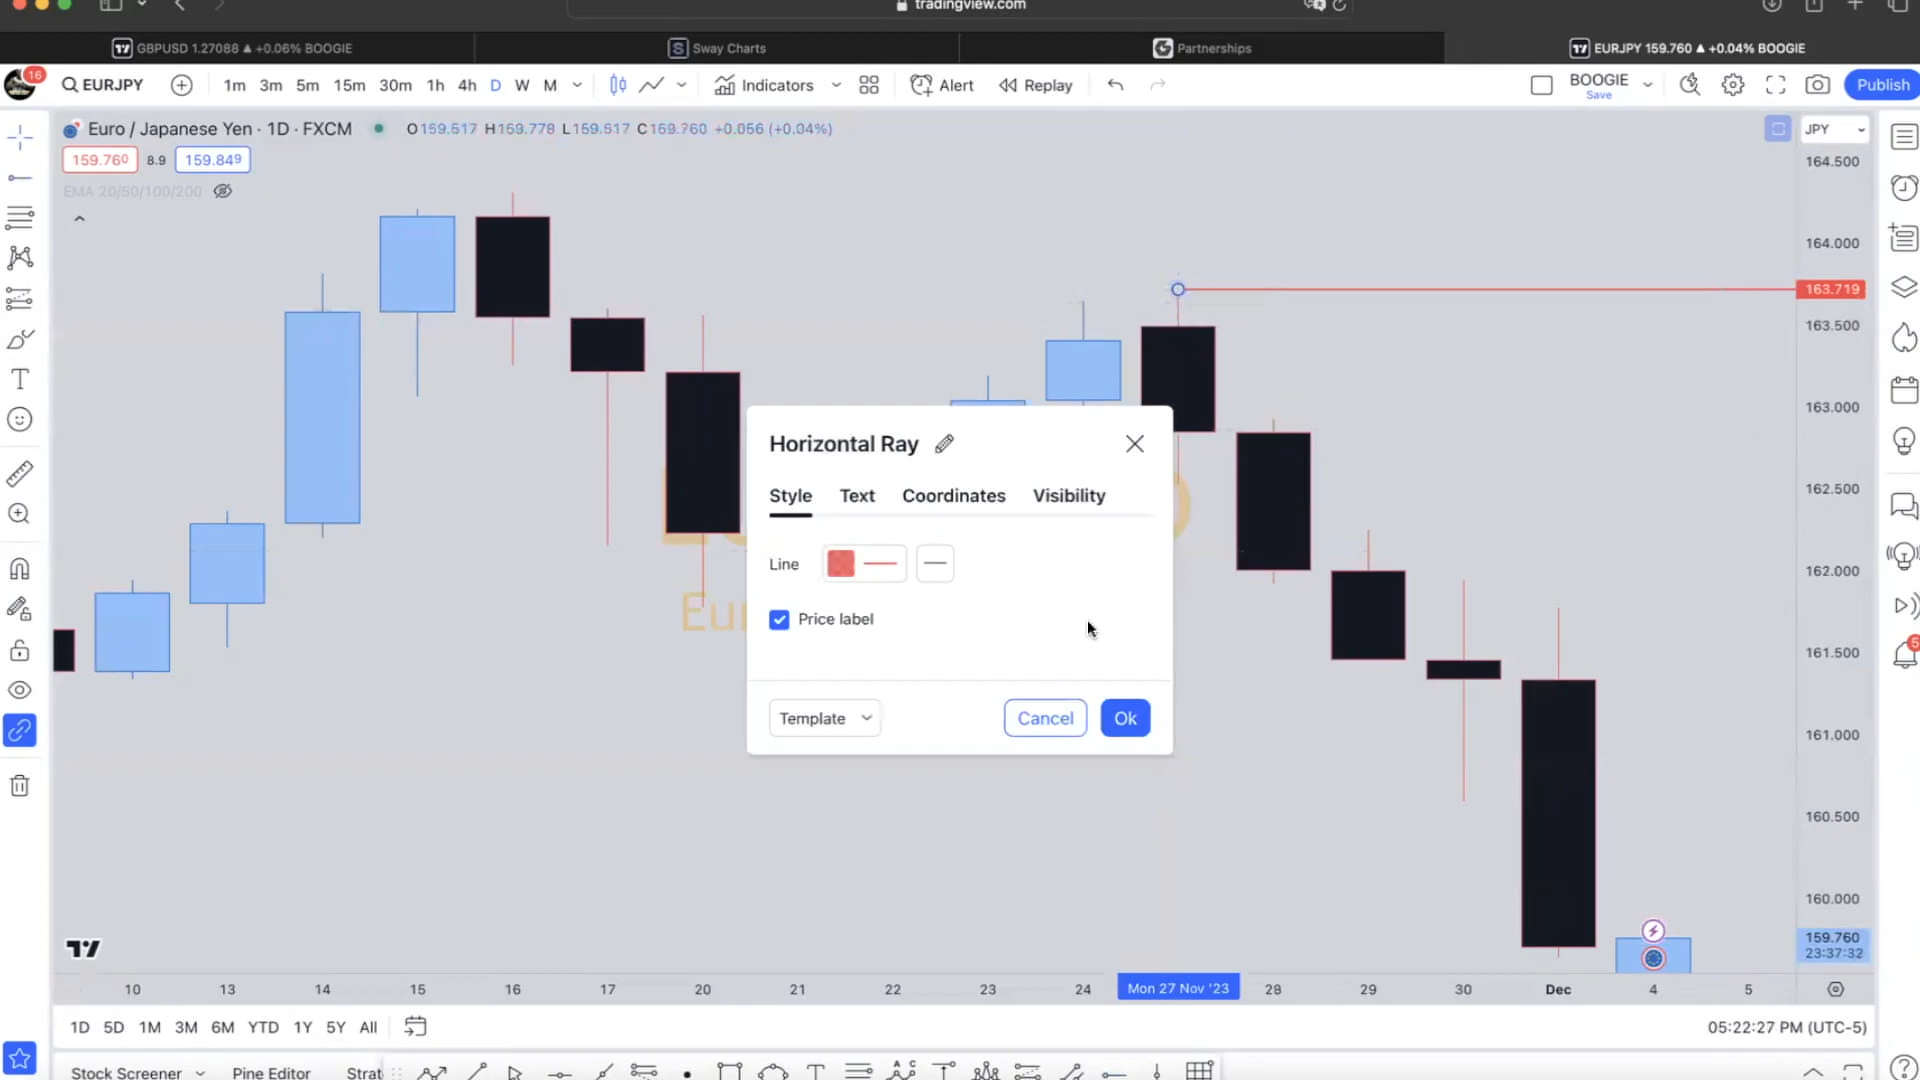 tradingview.com
GBPUSD 1.27088 ▲ +0.06% BOOGIE
Sway Charts
Partnerships
EURJPY 159.760 ▲ +0.04% BOOGIE
16
EURJPY
1m 3m 5m 15m 30m 1h 4h D W M
Indicators
Alert
Replay
BOOGIE
Save
Publish
Euro / Japanese Yen · 1D · FXCM
O159.617 H159.778 L159.617 C159.760 +0.056 (+0.04%)
JPY
159.760 8.9 159.849
EMA 20/50/100/200
164.500
164.000
163.719
163.500
163.000
162.500
162.000
161.500
161.000
160.500
160.000
159.760
23:37:32
5
Horizontal Ray
Style Text Coordinates Visibility
Line
Price label
Template
Cancel
Ok
Eur
10 13 14 15 16 17 20 21 22 23 24 Mon 27 Nov '23 28 29 30 Dec 4 5
1D 5D 1M 3M 6M YTD 1Y 5Y All
05:22:27 PM (UTC-5)
Stock Screener
Pine Editor
Strat